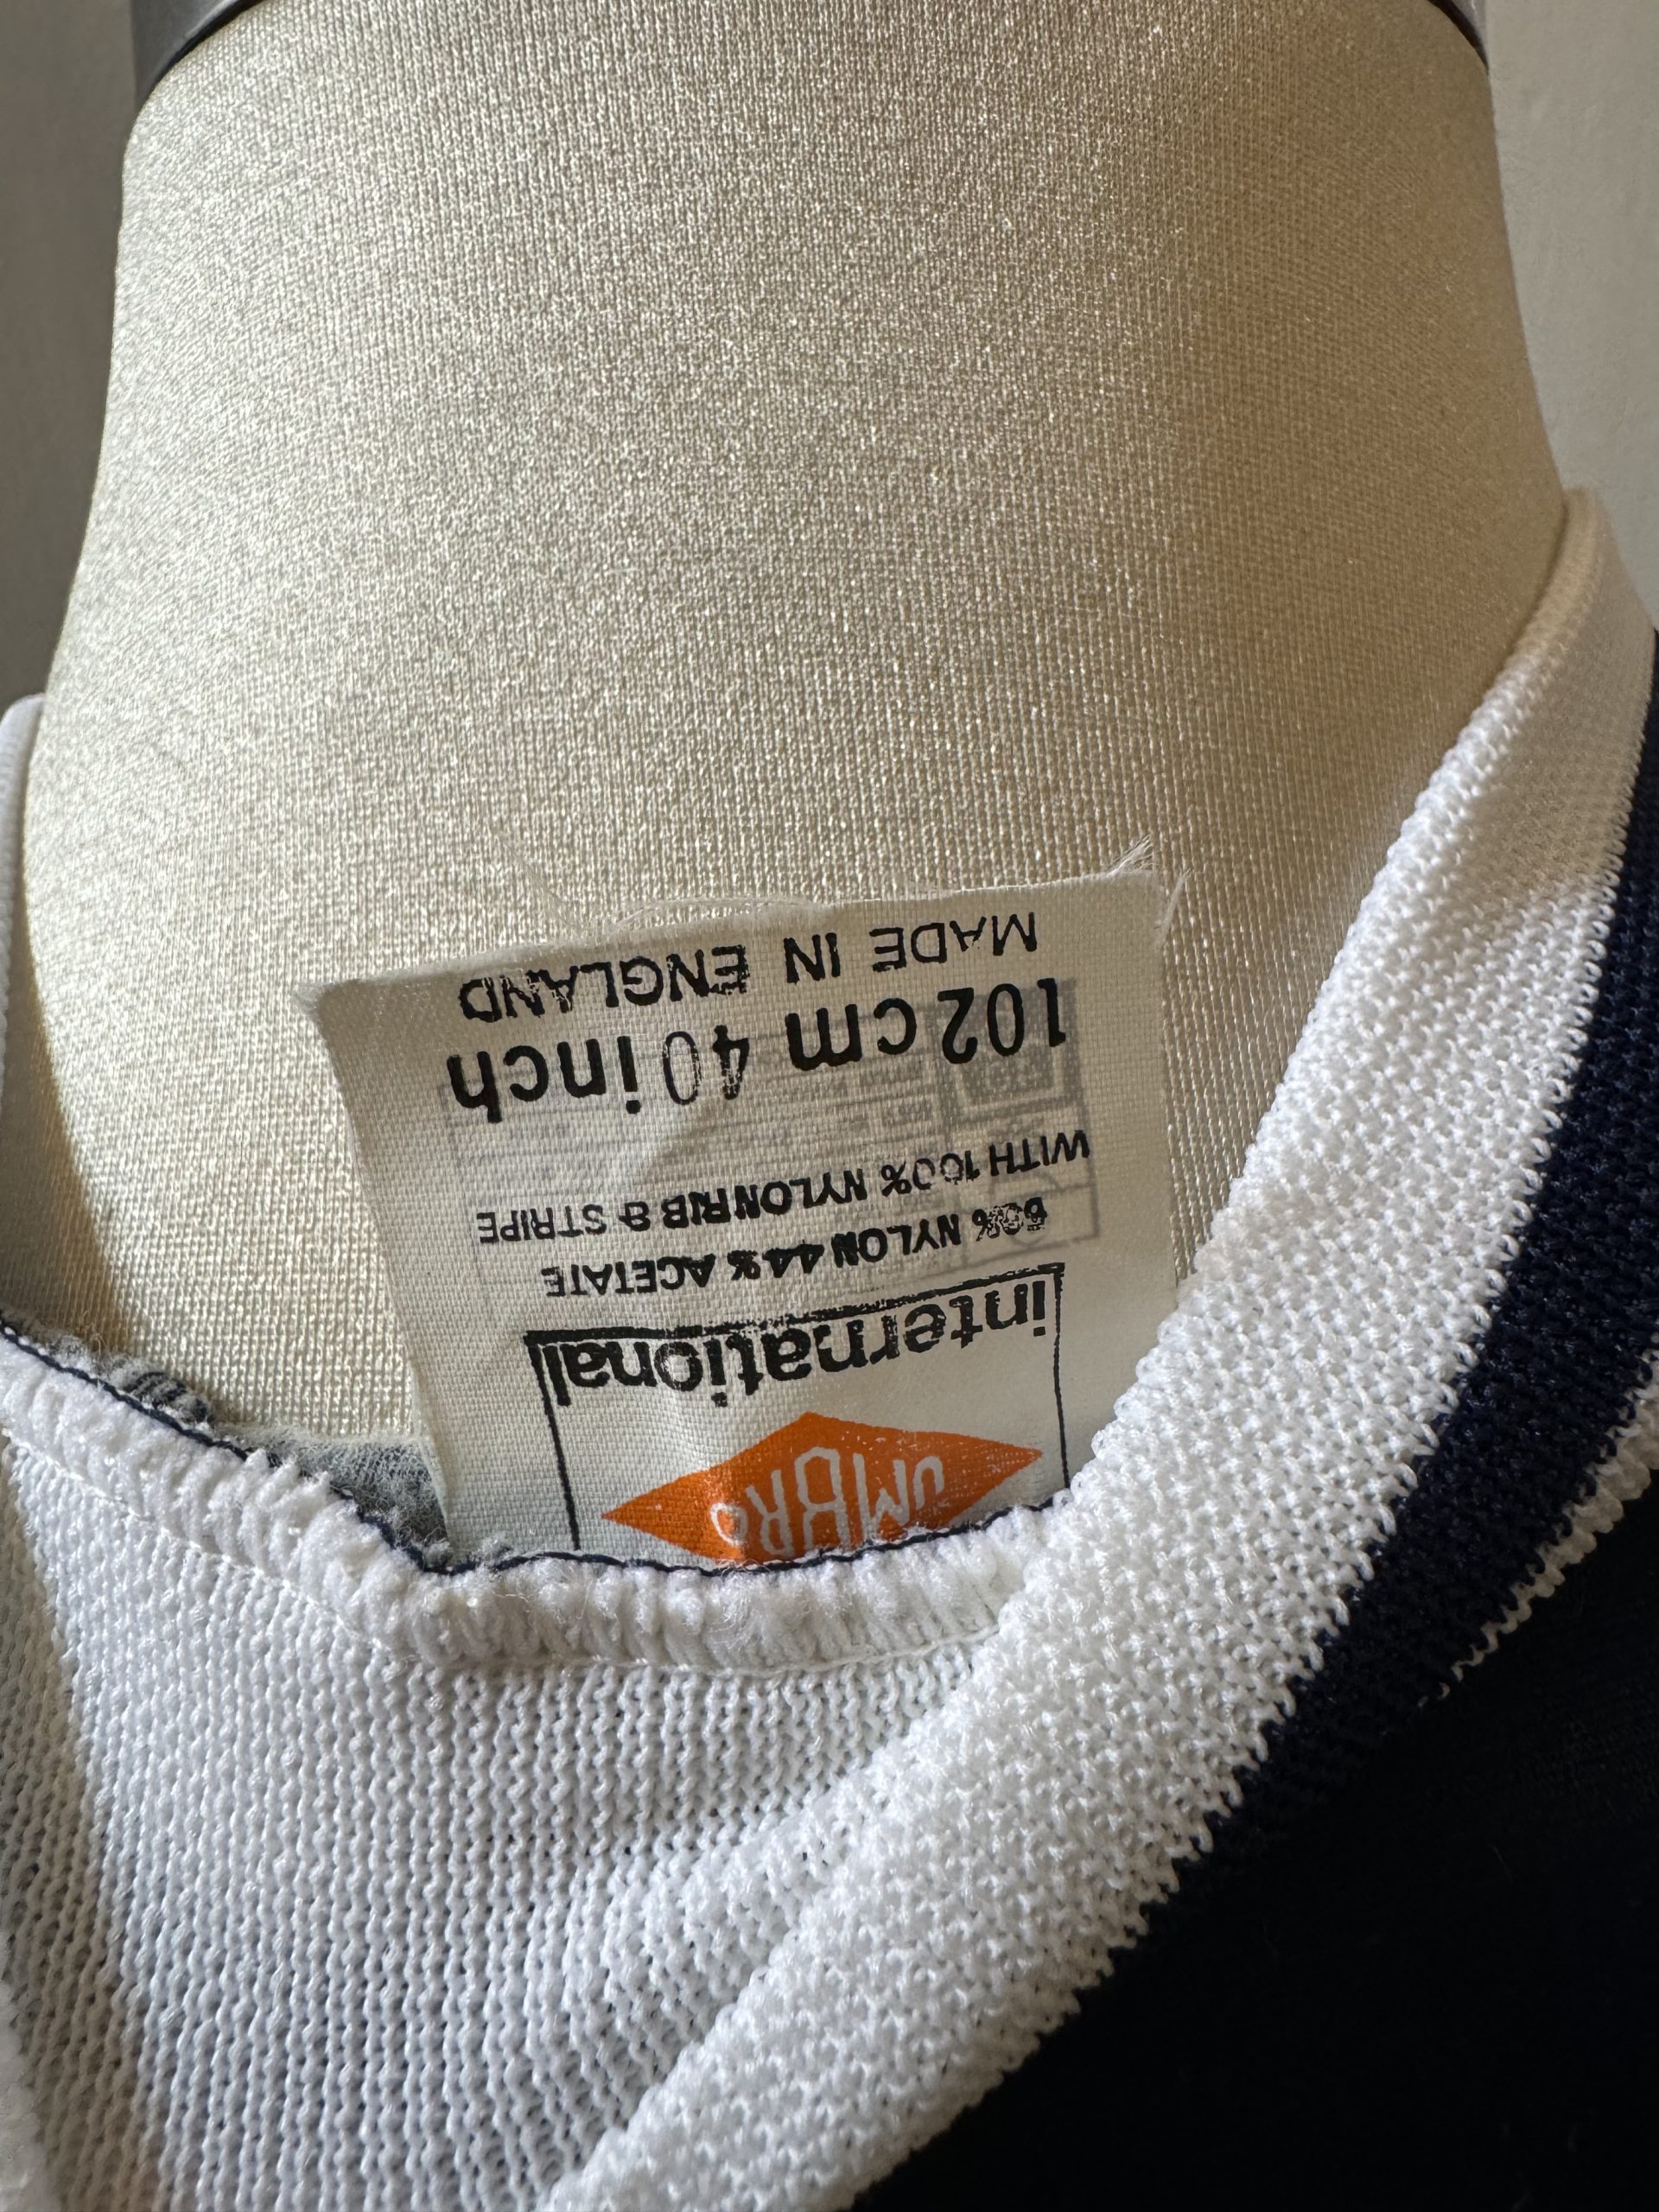 UMBRO
international
56% NYLON 44% ACETATE
WITH 100% NYLON RIB & STRIPE
102 cm 40 inch
MADE IN ENGLAND